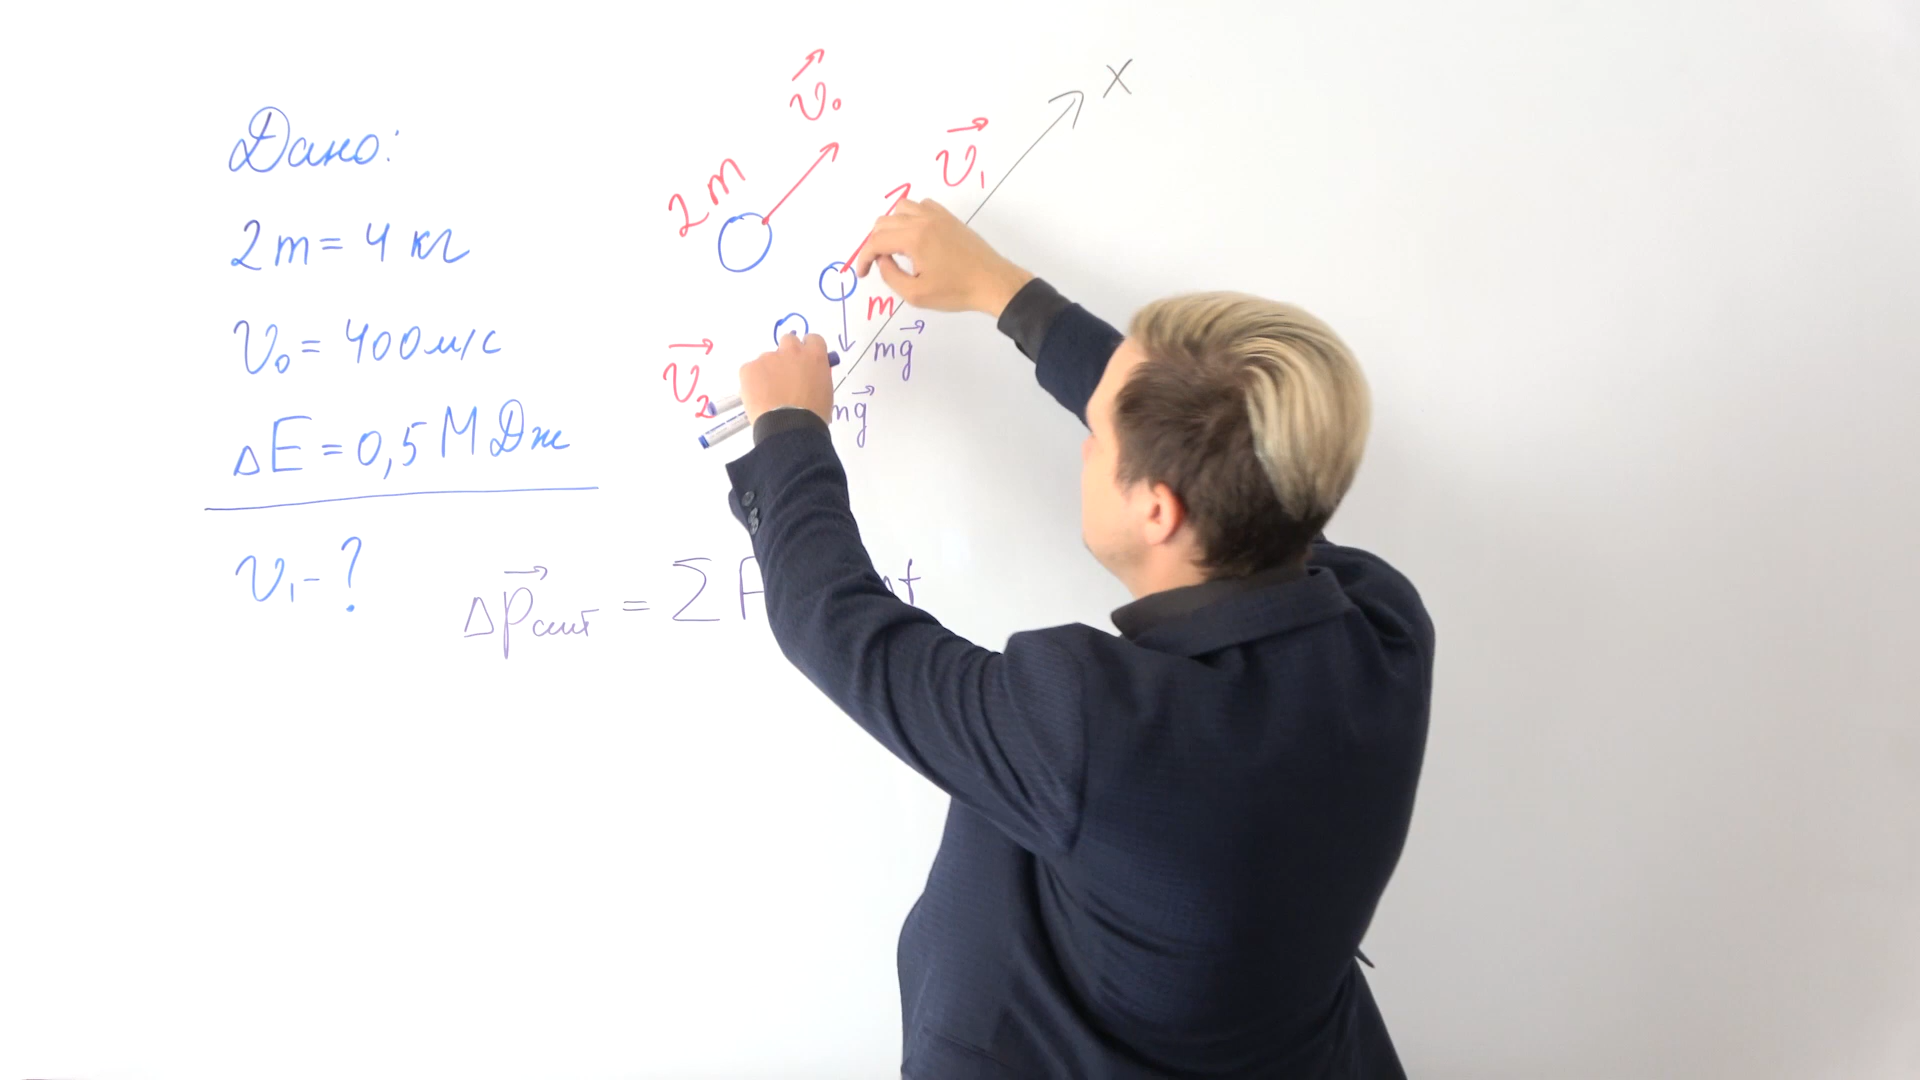 Дано:
2m = 4 кг
v₀ = 400 м/с
ΔE = 0,5 МДж
v₁ - ?
v⃗₀
2m
v⃗₁
X
m
mg⃗
v⃗₂
mg⃗
Δp⃗сист = Σ F